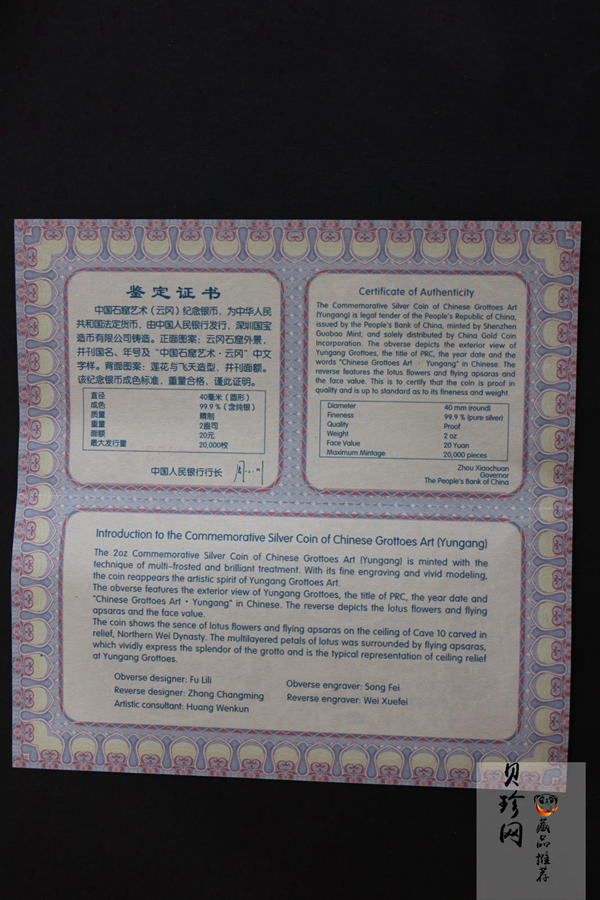 鉴定证书
中国石窟艺术（云冈）纪念银币，为中华人民
共和国法定货币，由中国人民银行发行，深圳国宝
造币有限公司铸造。正面图案：云冈石窟外景，
并刊国名、年号及“中国石窟艺术·云冈”中文
字样。背面图案：莲花与飞天造型，并刊面额。
该纪念银币成色标准，重量合格，谨此证明。
直径 40毫米（圆形）
成色 99.9％（含纯银）
质量 精制
重量 2盎司
面额 20元
最大发行量 20,000枚
中国人民银行行长
Certificate of Authenticity
The Commemorative Silver Coin of Chinese Grottoes Art
(Yungang) is legal tender of the People's Republic of China,
issued by the People's Bank of China, minted by Shenzhen
Guobao Mint, and solely distributed by China Gold Coin
Incorporation. The obverse depicts the exterior view of
Yungang Grottoes, the title of PRC, the year date and the
words "Chinese Grottoes Art · Yungang" in Chinese. The
reverse features the lotus flowers and flying apsaras and
the face value. This is to certify that the coin is proof in
quality and is up to standard as to its fineness and weight.
Diameter 40 mm (round)
Fineness 99.9 % (pure silver)
Quality Proof
Weight 2 oz
Face Value 20 Yuan
Maximum Mintage 20,000 pieces
Zhou Xiaochuan
Governor
The People's Bank of China
Introduction to the Commemorative Silver Coin of Chinese Grottoes Art (Yungang)
The 2oz Commemorative Silver Coin of Chinese Grottoes Art (Yungang) is minted with the
technique of multi-frosted and brilliant treatment. With its fine engraving and vivid modeling,
the coin reappears the artistic spirit of Yungang Grottoes Art.
The obverse features the exterior view of Yungang Grottoes, the title of PRC, the year date and
"Chinese Grottoes Art · Yungang" in Chinese. The reverse depicts the lotus flowers and flying
apsaras and the face value.
The coin shows the sence of lotus flowers and flying apsaras on the ceiling of Cave 10 carved in
relief, Northern Wei Dynasty. The multilayered petals of lotus was surrounded by flying apsaras,
which vividly express the splendor of the grotto and is the typical representation of ceiling relief
at Yungang Grottoes.
Obverse designer: Fu Lili
Obverse engraver: Song Fei
Reverse designer: Zhang Changming
Reverse engraver: Wei Xuefei
Artistic consultant: Huang Wenkun
贝珍网
藏品推荐